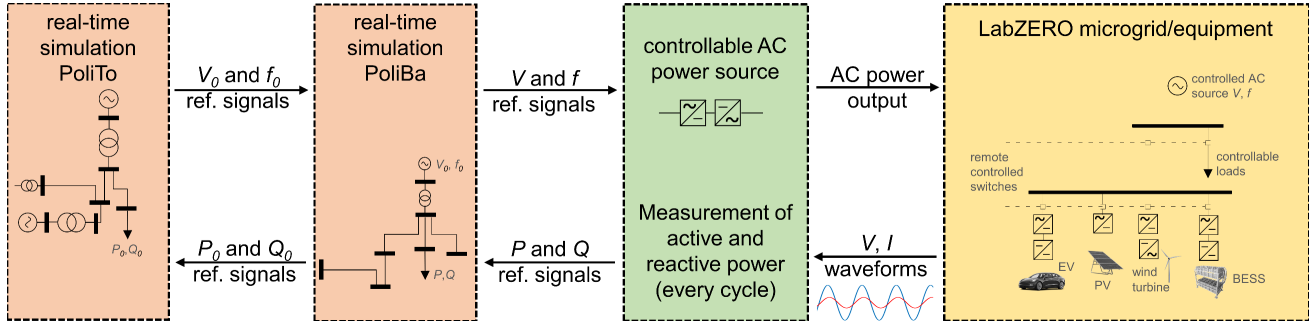 real-time
simulation
PoliTo
P₀,Q₀
V₀ and f₀
ref. signals
P₀ and Q₀
ref. signals
real-time
simulation
PoliBa
V₀, f₀
P,Q
V and f
ref. signals
P and Q
ref. signals
controllable AC
power source
Measurement of
active and
reactive power
(every cycle)
AC power
output
V, I
waveforms
LabZERO microgrid/equipment
controlled AC
source V, f
remote
controlled
switches
controllable
loads
EV
PV
wind
turbine
BESS